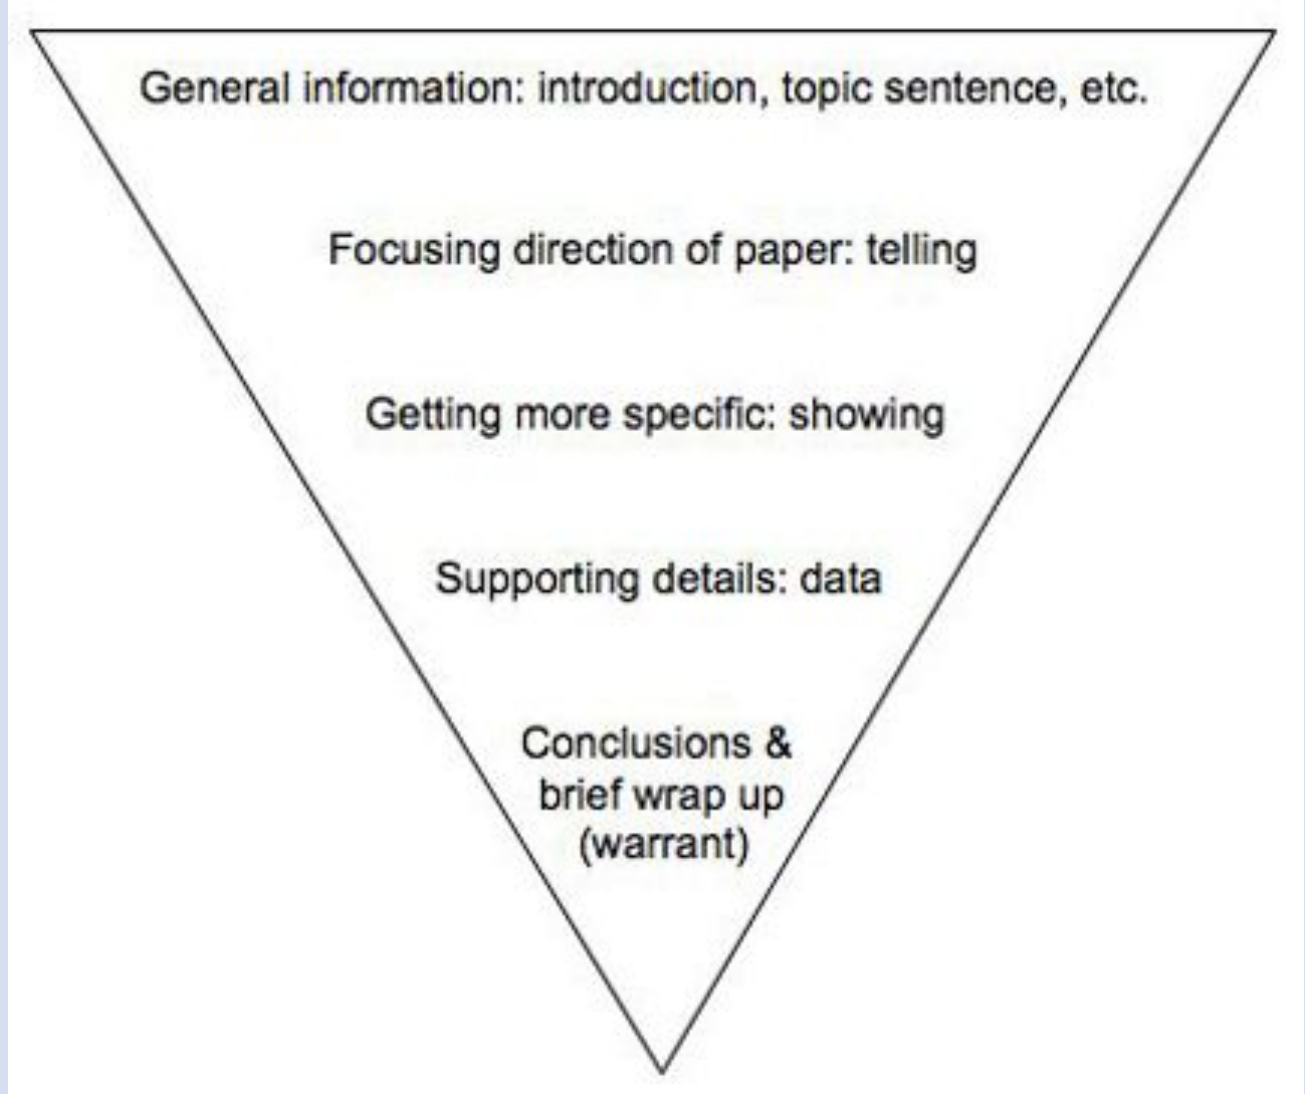 General information: introduction, topic sentence, etc.
Focusing direction of paper: telling
Getting more specific: showing
Supporting details: data
Conclusions &
brief wrap up
(warrant)